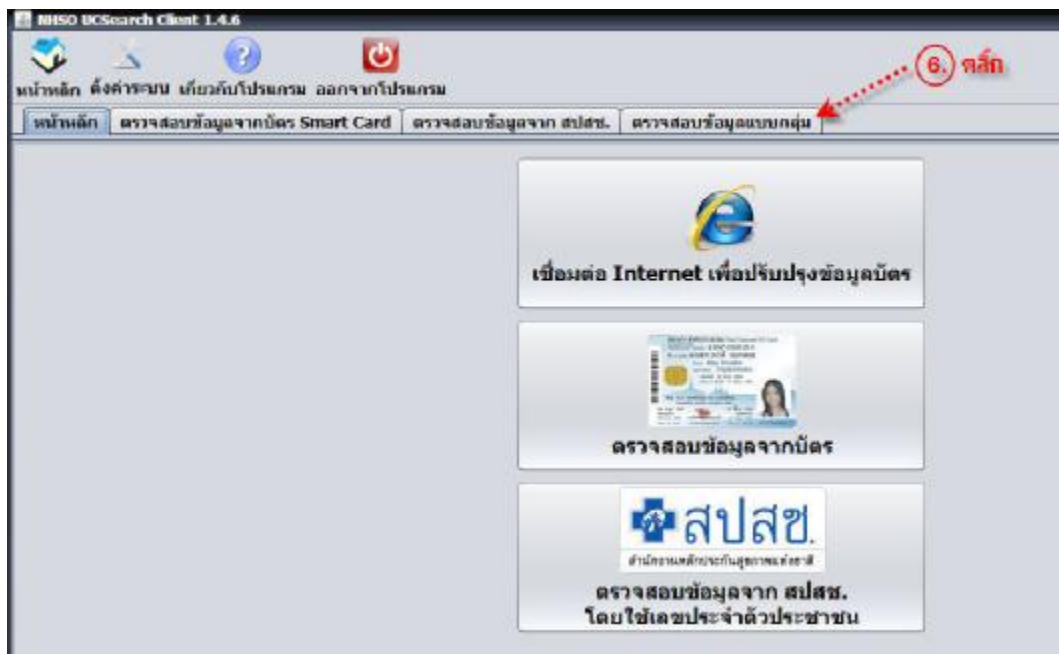 NHSO UCSearch Client 1.4.6
หน้าหลัก ตั้งค่าระบบ เกี่ยวกับโปรแกรม ออกจากโปรแกรม
6. คลิ๊ก
หน้าหลัก ตรวจสอบข้อมูลจากบัตร Smart Card ตรวจสอบข้อมูลจาก สปสช. ตรวจสอบข้อมูลแบบกลุ่ม
เชื่อมต่อ Internet เพื่อปรับปรุงข้อมูลบัตร
ตรวจสอบข้อมูลจากบัตร
สปสช.
สำนักงานหลักประกันสุขภาพแห่งชาติ
ตรวจสอบข้อมูลจาก สปสช.
โดยใช้เลขประจำตัวประชาชน